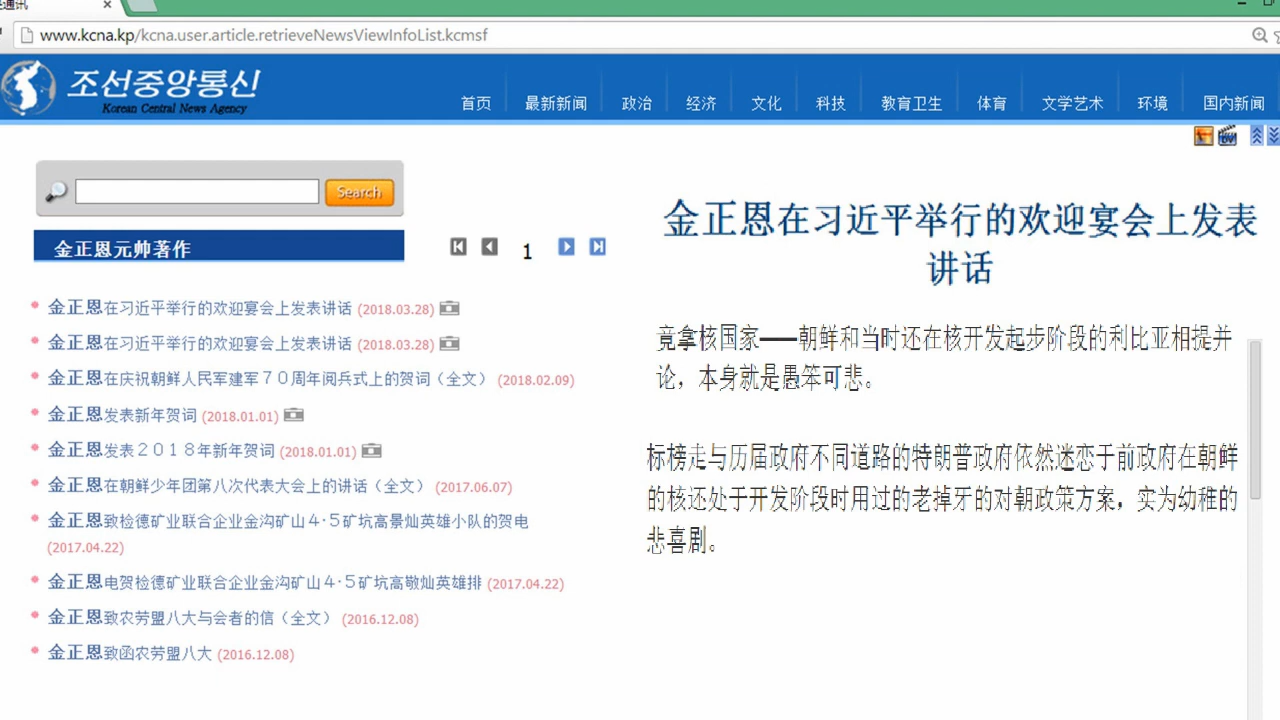 通讯
www.kcna.kp/kcna.user.article.retrieveNewsViewInfoList.kcmsf
조선중앙통신
Korean Central News Agency
首页 最新新闻 政治 经济 文化 科技 教育卫生 体育 文学艺术 环境 国内新闻
Search
金正恩元帅著作
1
金正恩在习近平举行的欢迎宴会上发表讲话 (2018.03.28)
金正恩在习近平举行的欢迎宴会上发表讲话 (2018.03.28)
金正恩在庆祝朝鲜人民军建军７０周年阅兵式上的贺词（全文） (2018.02.09)
金正恩发表新年贺词 (2018.01.01)
金正恩发表２０１８年新年贺词 (2018.01.01)
金正恩在朝鲜少年团第八次代表大会上的讲话（全文） (2017.06.07)
金正恩致检德矿业联合企业金沟矿山４·５矿坑高景灿英雄小队的贺电
(2017.04.22)
金正恩电贺检德矿业联合企业金沟矿山４·５矿坑高敬灿英雄排 (2017.04.22)
金正恩致农劳盟八大与会者的信（全文） (2016.12.08)
金正恩致函农劳盟八大 (2016.12.08)
金正恩在习近平举行的欢迎宴会上发表
讲话
竟拿核国家——朝鲜和当时还在核开发起步阶段的利比亚相提并
论，本身就是愚笨可悲。
标榜走与历届政府不同道路的特朗普政府依然迷恋于前政府在朝鲜
的核还处于开发阶段时用过的老掉牙的对朝政策方案，实为幼稚的
悲喜剧。